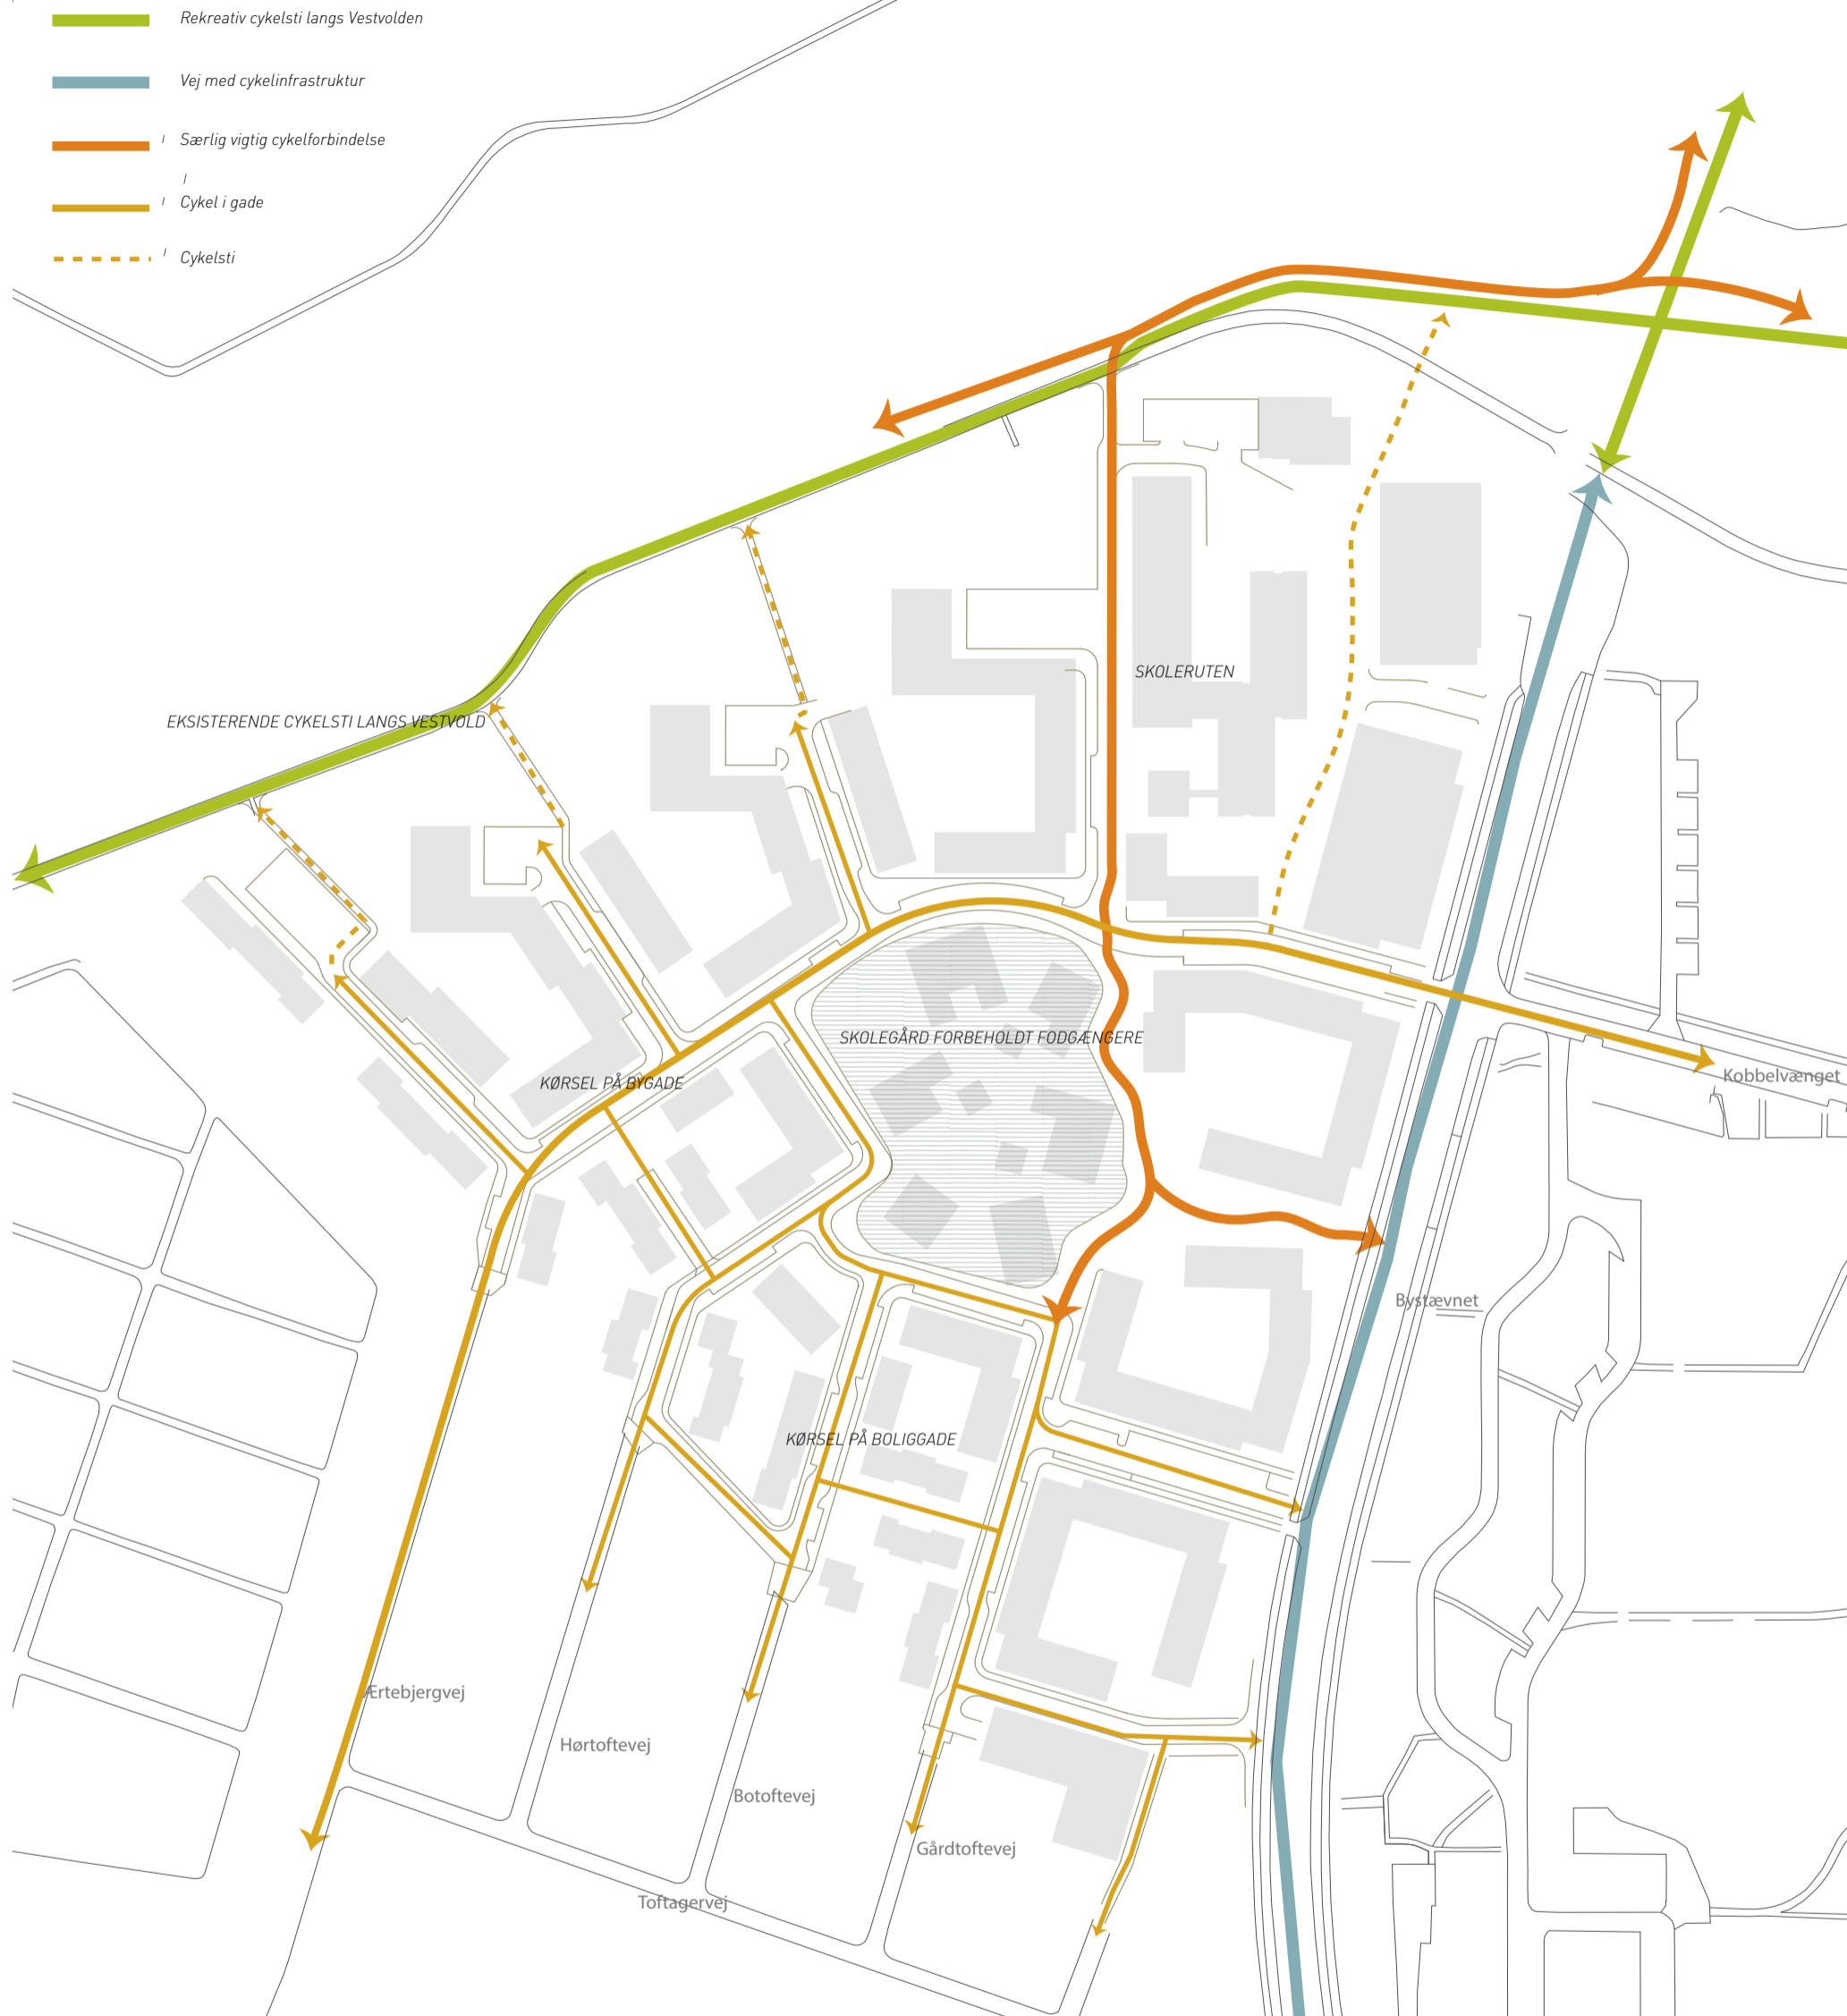 Rekreativ cykelsti langs Vestvolden
Vej med cykelinfrastruktur
Særlig vigtig cykelforbindelse
Cykel i gade
Cykelsti
SKOLERUTEN
EKSISTERENDE CYKELSTI LANGS VESTVOLD
SKOLEGÅRD FORBEHOLDT FODGÆNGERE
KØRSEL PÅ BYGADE
Kobbelvænget
Bystævnet
KØRSEL PÅ BOLIGGADE
Ærtebjergvej
Hørtoftevej
Botoftevej
Gårdtoftevej
Toftagervej